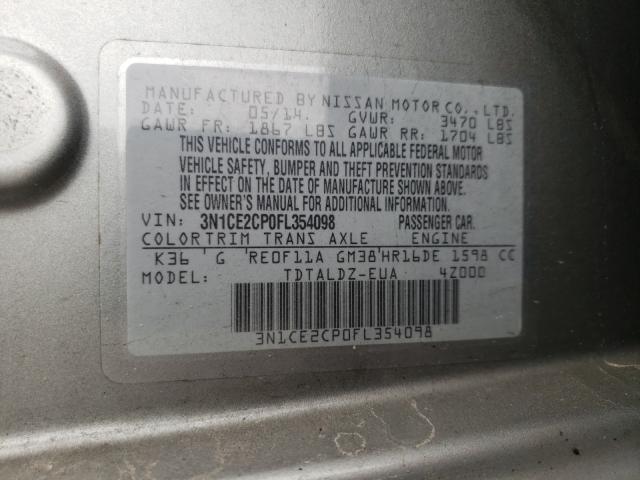 MANUFACTURED BY NISSAN MOTOR CO., LTD.
DATE: 05/14 GVWR: 3470 LBS
GAWR FR: 1867 LBS GAWR RR: 1704 LBS
THIS VEHICLE CONFORMS TO ALL APPLICABLE FEDERAL MOTOR
VEHICLE SAFETY, BUMPER AND THEFT PREVENTION STANDARDS
IN EFFECT ON THE DATE OF MANUFACTURE SHOWN ABOVE.
SEE OWNER'S MANUAL FOR ADDITIONAL INFORMATION.
VIN: 3N1CE2CP0FL354098 PASSENGER CAR.
COLOR TRIM TRANS AXLE ENGINE
K36 G RE0F11A GM38 HR16DE 1598 CC
MODEL: TDTALDZ-EUA 4Z000
3N1CE2CP0FL354098